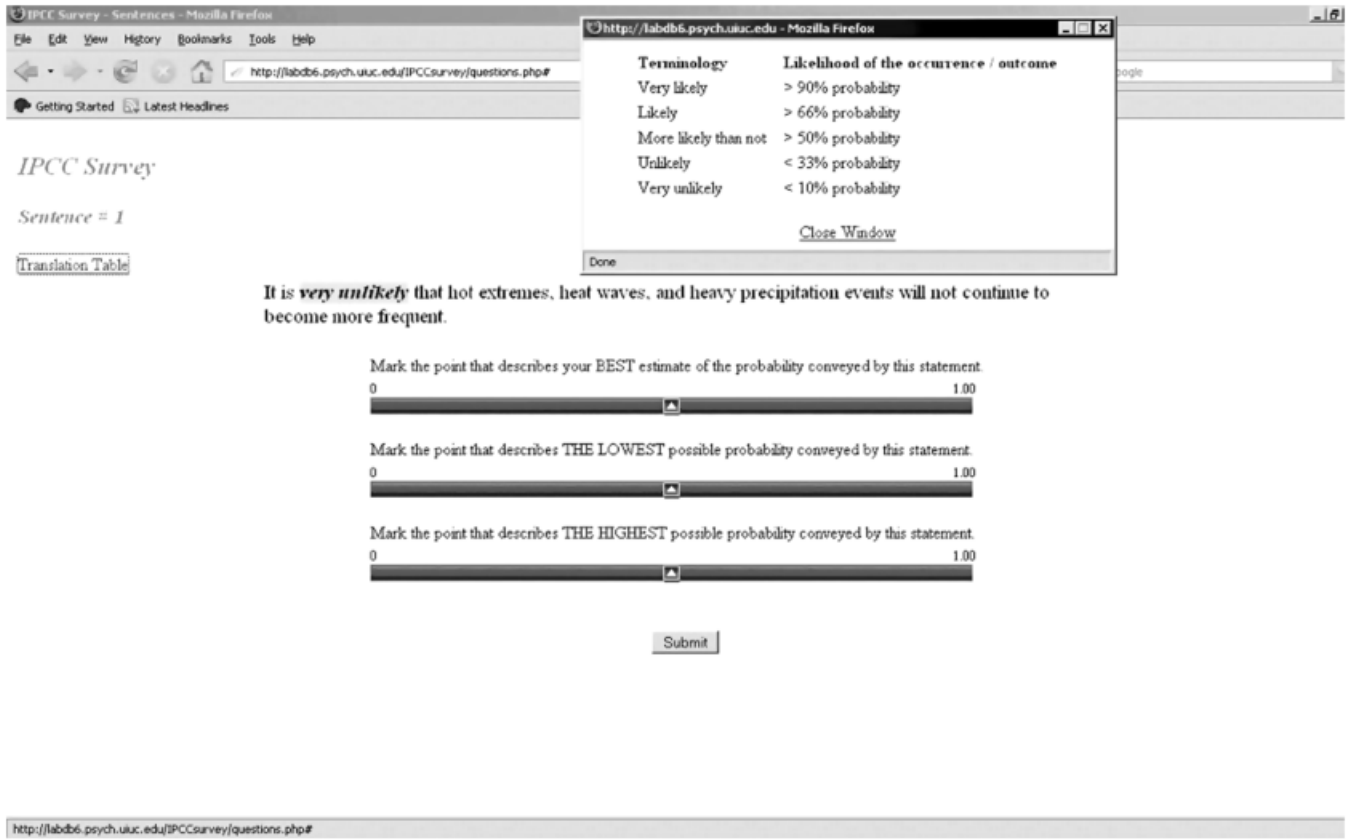 IPCC Survey - Sentences - Mozilla Firefox
File Edit View History Bookmarks Tools Help
http://labdb6.psych.uiuc.edu/IPCCsurvey/questions.php#
Getting Started Latest Headlines
http://labdb6.psych.uiuc.edu - Mozilla Firefox
Terminology Likelihood of the occurrence / outcome
Very likely > 90% probability
Likely > 66% probability
More likely than not > 50% probability
Unlikely < 33% probability
Very unlikely < 10% probability
Close Window
Done
oogle
IPCC Survey
Sentence = 1
Translation Table
It is very unlikely that hot extremes, heat waves, and heavy precipitation events will not continue to
become more frequent.
Mark the point that describes your BEST estimate of the probability conveyed by this statement.
0 1.00
Mark the point that describes THE LOWEST possible probability conveyed by this statement.
0 1.00
Mark the point that describes THE HIGHEST possible probability conveyed by this statement.
0 1.00
Submit
http://labdb6.psych.uiuc.edu/IPCCsurvey/questions.php#